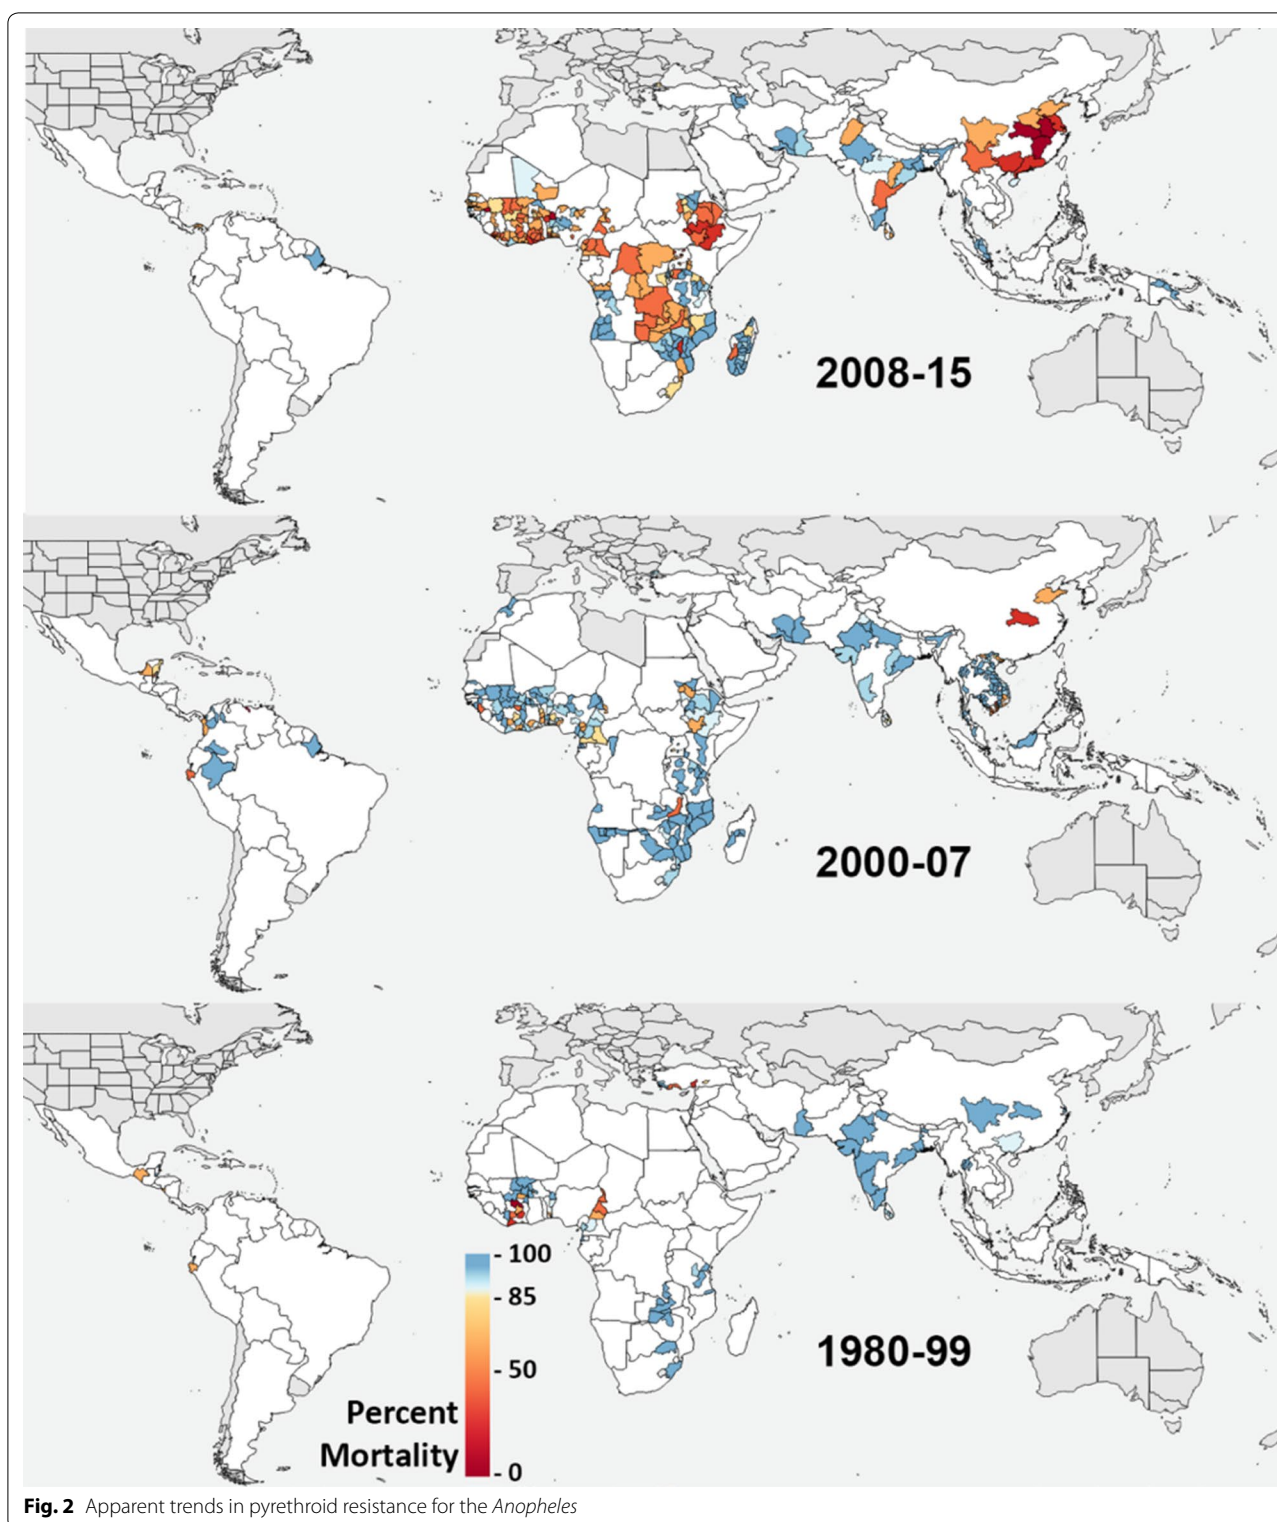 2008-15
2000-07
1980-99
- 100
- 85
- 50
- 0
Percent
Mortality
Fig. 2 Apparent trends in pyrethroid resistance for the Anopheles